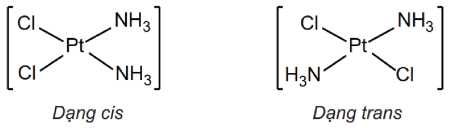 Cl NH3 Cl NH3
Pt Pt
Cl NH3 H3N Cl
Dạng cis Dạng trans